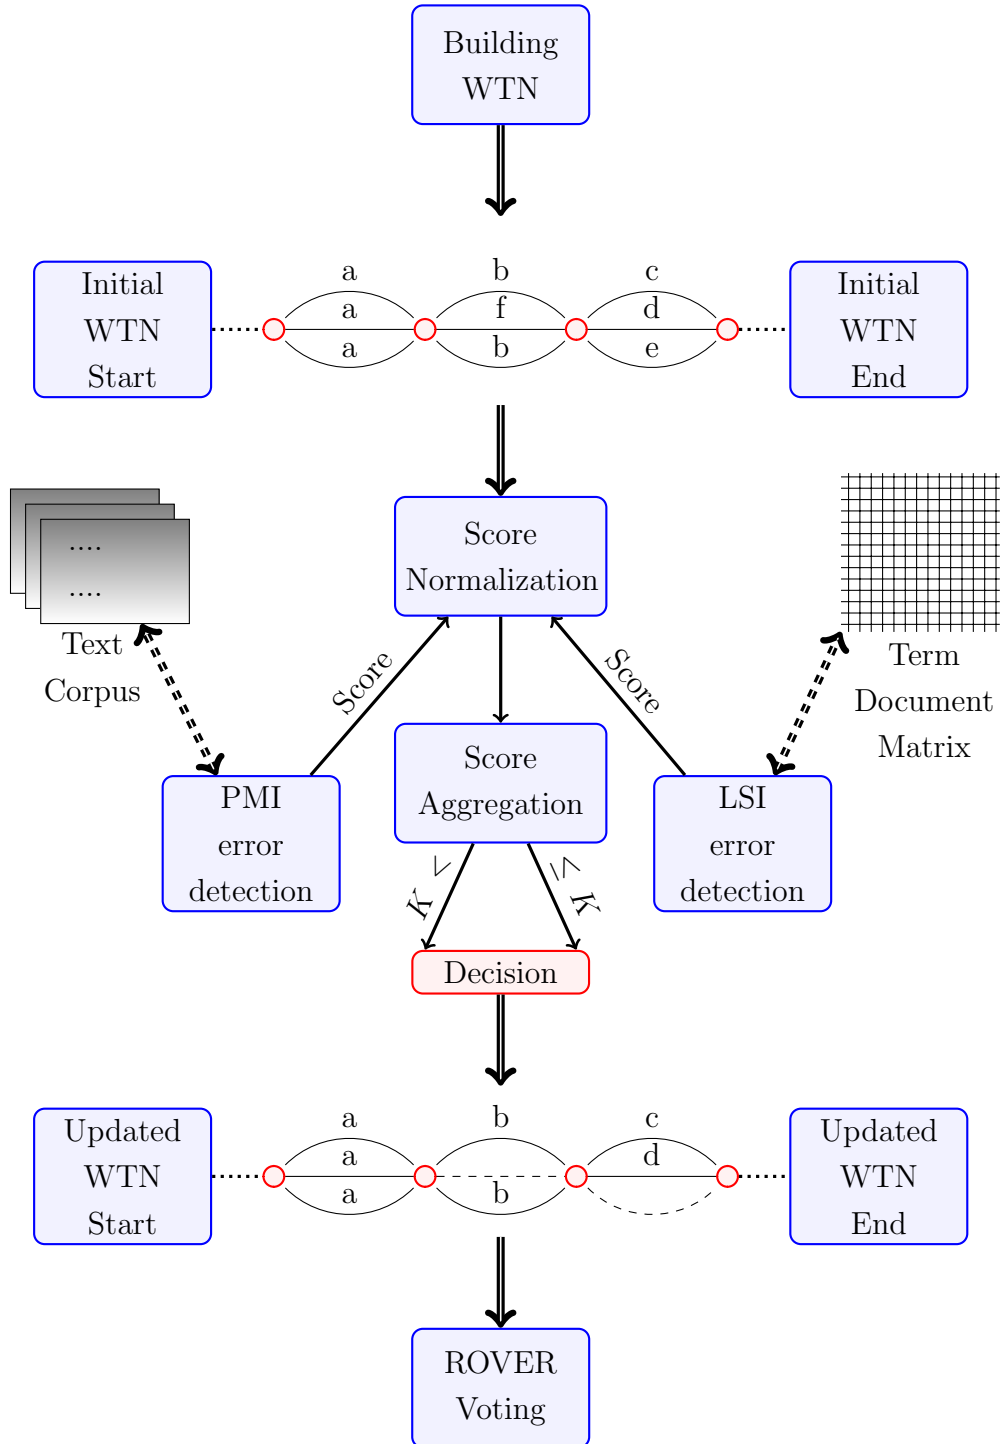 Building
WTN
a
b
c
a
f
d
a
b
e
Initial
WTN
Start
Initial
WTN
End
....
....
Text
Corpus
Score
Normalization
Term
Document
Matrix
Score
Score
Score
Aggregation
PMI
error
detection
LSI
error
detection
K <
≤ K
Decision
a
b
c
a
d
a
b
Updated
WTN
Start
Updated
WTN
End
ROVER
Voting